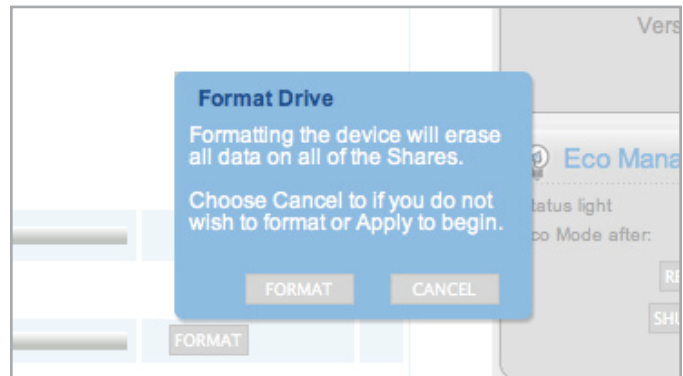 Vers
Format Drive
Formatting the device will erase
all data on all of the Shares.
Choose Cancel to if you do not
wish to format or Apply to begin.
FORMAT
CANCEL
Eco Mana
tatus light
co Mode after:
RE
SHU
FORMAT